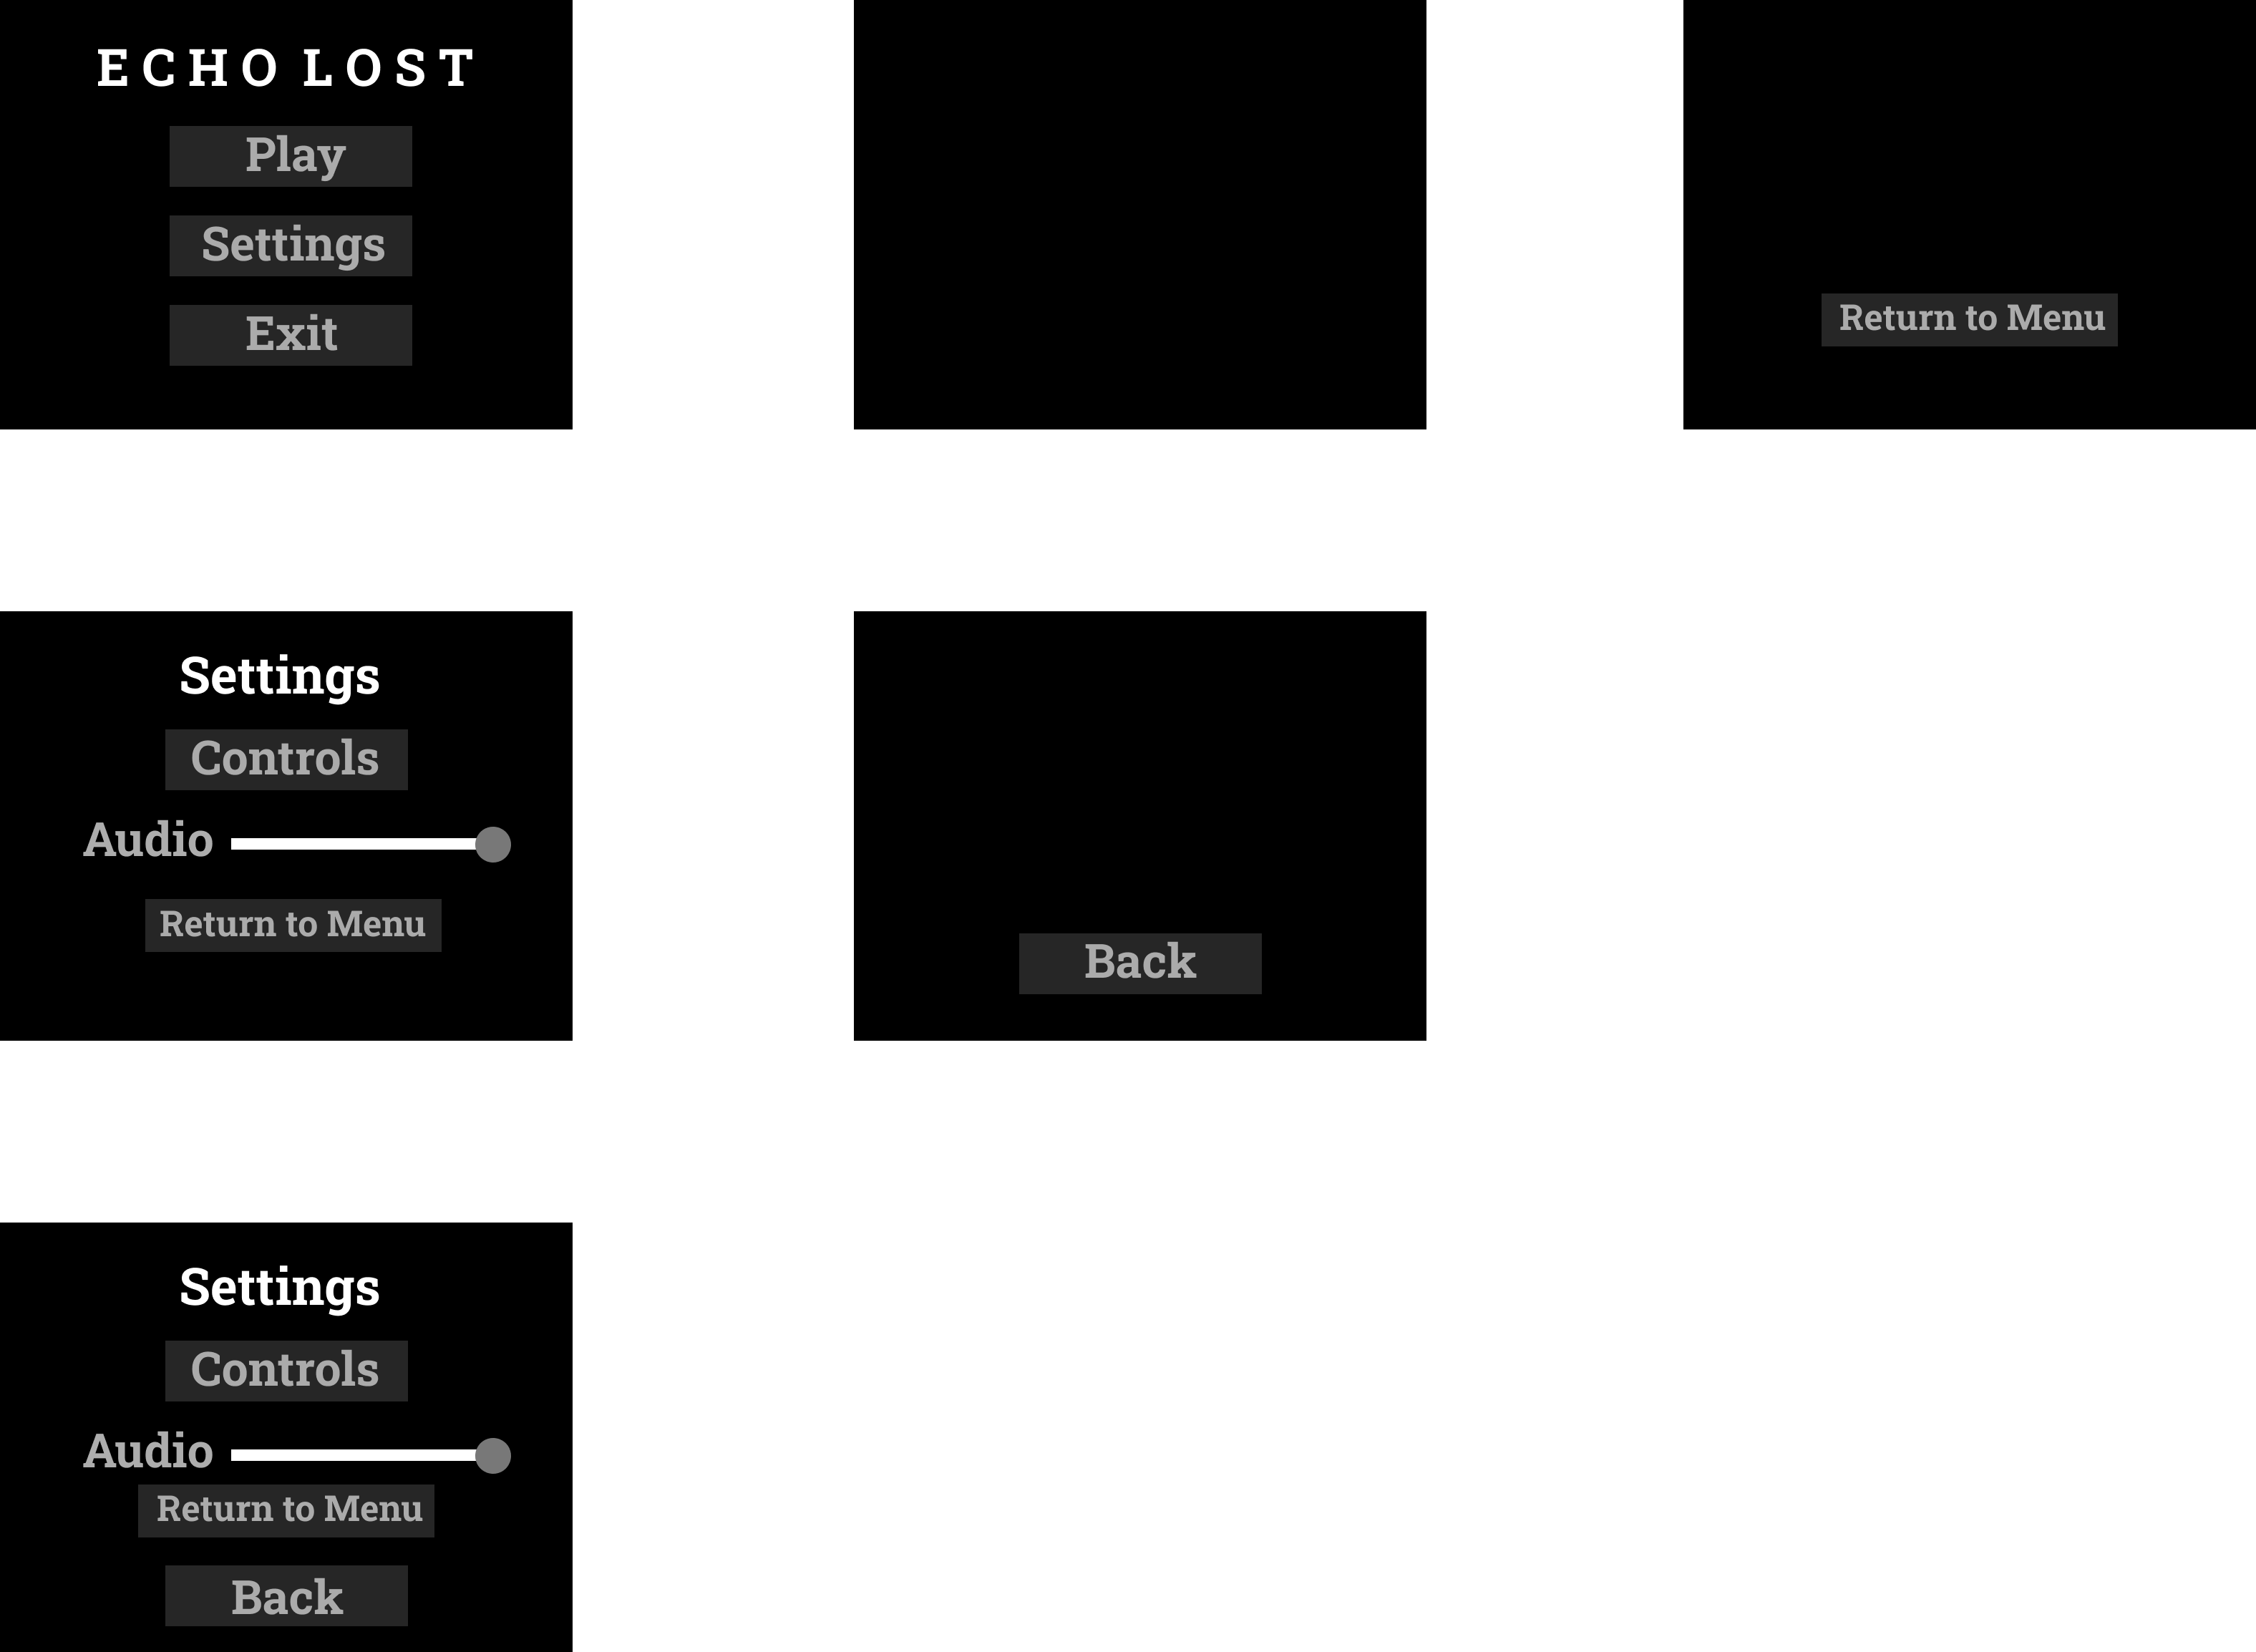 ECHO LOST
Play
Settings
Exit
Return to Menu
Settings
Controls
Audio
Return to Menu
Back
Settings
Controls
Audio
Return to Menu
Back